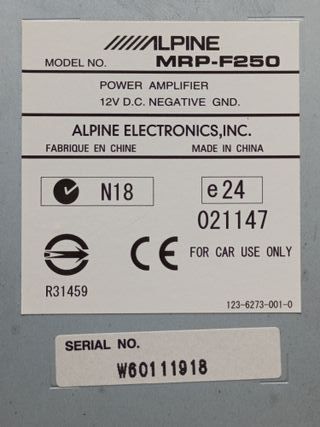 ALPINE
MODEL NO. MRP-F250
POWER AMPLIFIER
12V D.C. NEGATIVE GND.
ALPINE ELECTRONICS,INC.
FABRIQUE EN CHINE MADE IN CHINA
N18 e24
021147
CE FOR CAR USE ONLY
R31459
123-6273-001-0
SERIAL NO.
W60111918